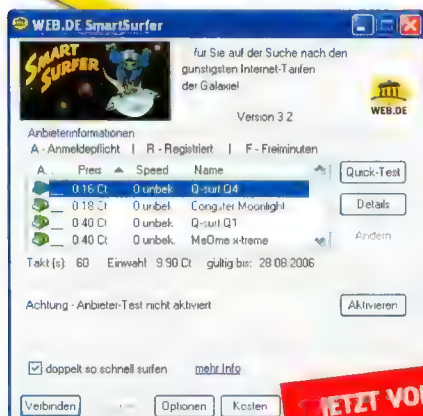 WEB.DE SmartSurfer
SMART SURFER
für Sie auf der Suche nach den
günstigsten Internet-Tarifen
der Galaxie!
Version 3.2
WEB.DE
Anbieterinformationen
A - Anmeldepflicht | R - Registriert | F - Freiminuten
A.. Preis Speed Name
0.16 Ct 0 unbek. Q-surf Q4
0.18 Ct 0 unbek. Congster Moonlight
0.40 Ct 0 unbek. Q-surf Q1
0.40 Ct 0 unbek. MeOme x-treme
Quick-Test
Details
Ändern
Takt (s) 60 Einwahl 9.90 Ct gültig bis: 28.08.2006
Achtung - Anbieter-Test nicht aktiviert
Aktivieren
doppelt so schnell surfen mehr Info
Verbinden Optionen Kosten
JETZT